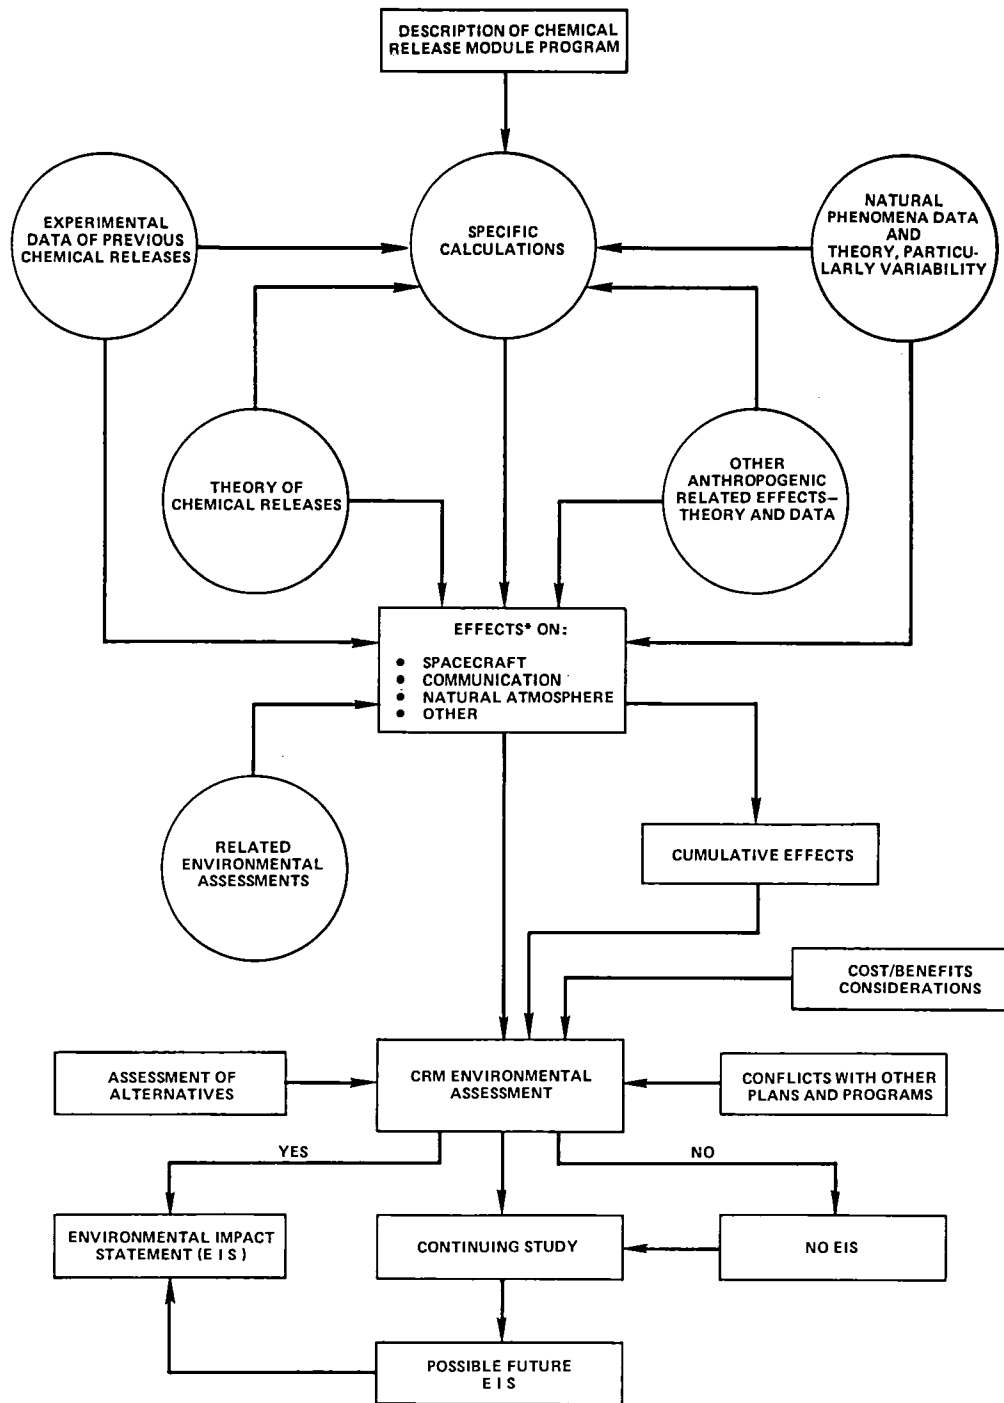 DESCRIPTION OF CHEMICAL
RELEASE MODULE PROGRAM
EXPERIMENTAL
DATA OF PREVIOUS
CHEMICAL RELEASES
SPECIFIC
CALCULATIONS
NATURAL
PHENOMENA DATA
AND
THEORY, PARTICU-
LARLY VARIABILITY
THEORY OF
CHEMICAL RELEASES
OTHER
ANTHROPOGENIC
RELATED EFFECTS—
THEORY AND DATA
EFFECTS* ON:
• SPACECRAFT
• COMMUNICATION
• NATURAL ATMOSPHERE
• OTHER
RELATED
ENVIRONMENTAL
ASSESSMENTS
CUMULATIVE EFFECTS
COST/BENEFITS
CONSIDERATIONS
ASSESSMENT OF
ALTERNATIVES
CRM ENVIRONMENTAL
ASSESSMENT
CONFLICTS WITH OTHER
PLANS AND PROGRAMS
YES
NO
ENVIRONMENTAL IMPACT
STATEMENT (E I S)
CONTINUING STUDY
NO EIS
POSSIBLE FUTURE
E I S